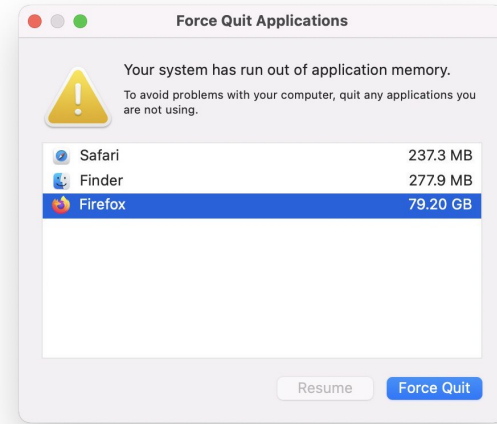 Force Quit Applications
Your system has run out of application memory.
To avoid problems with your computer, quit any applications you
are not using.
Safari 237.3 MB
Finder 277.9 MB
Firefox 79.20 GB
Resume Force Quit